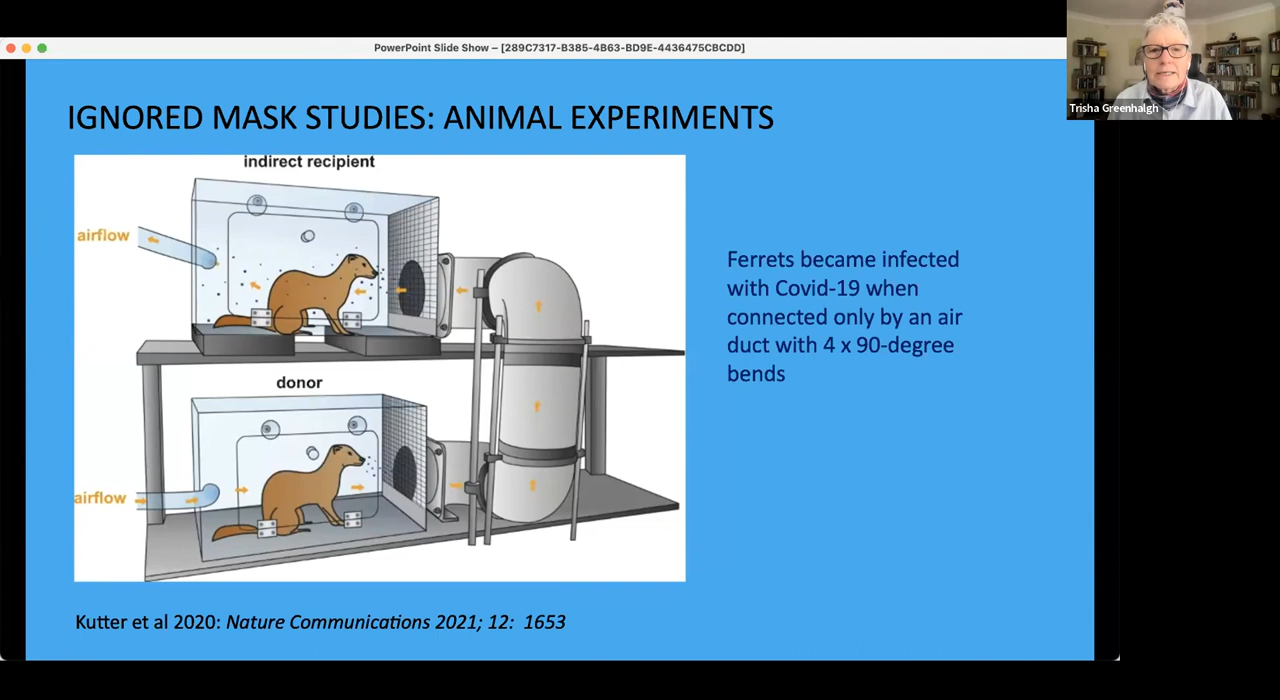 PowerPoint Slide Show – [289C7317-B385-4B63-BD9E-4436475CBCDD]
Trisha Greenhalgh
IGNORED MASK STUDIES: ANIMAL EXPERIMENTS
indirect recipient
airflow
donor
airflow
Ferrets became infected
with Covid-19 when
connected only by an air
duct with 4 x 90-degree
bends
Kutter et al 2020: Nature Communications 2021; 12: 1653